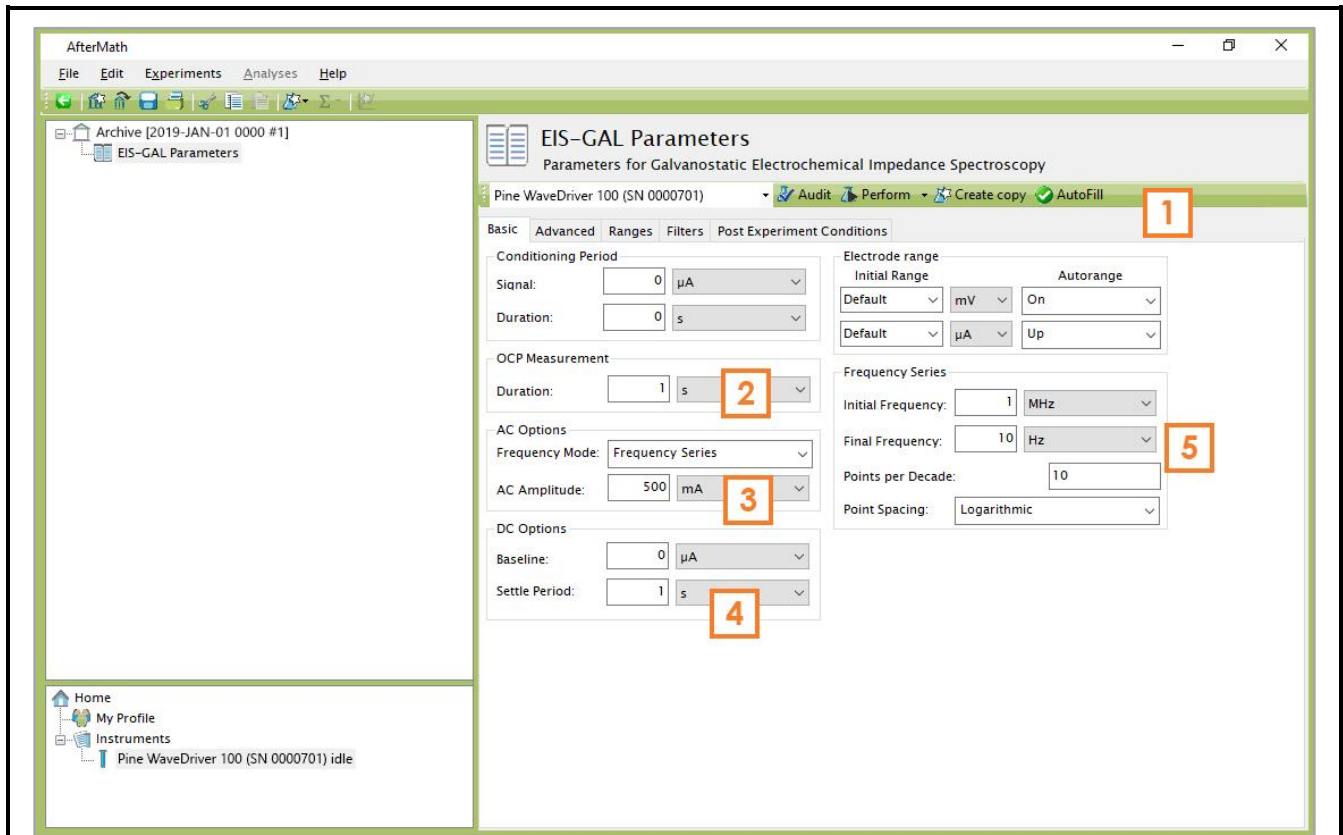 AfterMath
File Edit Experiments Analyses Help
Archive [2019-JAN-01 0000 #1]
EIS-GAL Parameters
Home
My Profile
Instruments
Pine WaveDriver 100 (SN 0000701) idle
EIS-GAL Parameters
Parameters for Galvanostatic Electrochemical Impedance Spectroscopy
Pine WaveDriver 100 (SN 0000701) Audit Perform Create copy AutoFill
1
Basic Advanced Ranges Filters Post Experiment Conditions
Conditioning Period
Signal: 0 µA
Duration: 0 s
OCP Measurement
Duration: 1 s
2
AC Options
Frequency Mode: Frequency Series
AC Amplitude: 500 mA
3
DC Options
Baseline: 0 µA
Settle Period: 1 s
4
Electrode range
Initial Range Autorange
Default mV On
Default µA Up
Frequency Series
Initial Frequency: 1 MHz
Final Frequency: 10 Hz
5
Points per Decade: 10
Point Spacing: Logarithmic